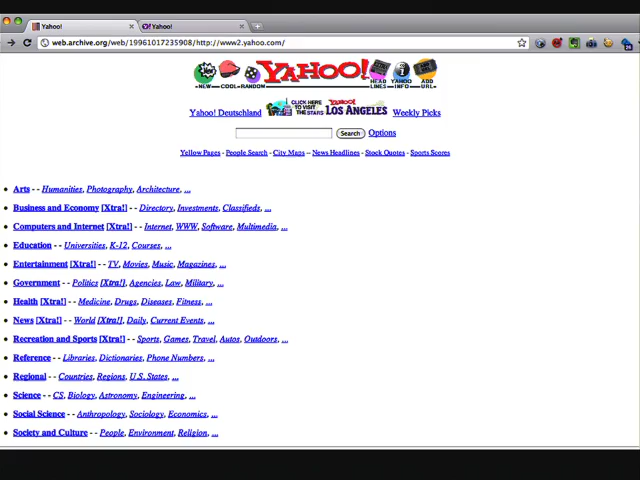 Yahoo!
Yahoo!
web.archive.org/web/19961017235908/http://www2.yahoo.com/
NEW COOL RANDOM YAHOO! HEAD LINES YAHOO INFO ADD URL
Yahoo! Deutschland CLICK HERE TO VISIT THE STARS YAHOO! LOS ANGELES Weekly Picks
Search Options
Yellow Pages - People Search - City Maps -- News Headlines - Stock Quotes - Sports Scores
• Arts - - Humanities, Photography, Architecture, ...
• Business and Economy [Xtra!] - - Directory, Investments, Classifieds, ...
• Computers and Internet [Xtra!] - - Internet, WWW, Software, Multimedia, ...
• Education - - Universities, K-12, Courses, ...
• Entertainment [Xtra!] - - TV, Movies, Music, Magazines, ...
• Government - - Politics [Xtra!], Agencies, Law, Military, ...
• Health [Xtra!] - - Medicine, Drugs, Diseases, Fitness, ...
• News [Xtra!] - - World [Xtra!], Daily, Current Events, ...
• Recreation and Sports [Xtra!] - - Sports, Games, Travel, Autos, Outdoors, ...
• Reference - - Libraries, Dictionaries, Phone Numbers, ...
• Regional - - Countries, Regions, U.S. States, ...
• Science - - CS, Biology, Astronomy, Engineering, ...
• Social Science - - Anthropology, Sociology, Economics, ...
• Society and Culture - - People, Environment, Religion, ...